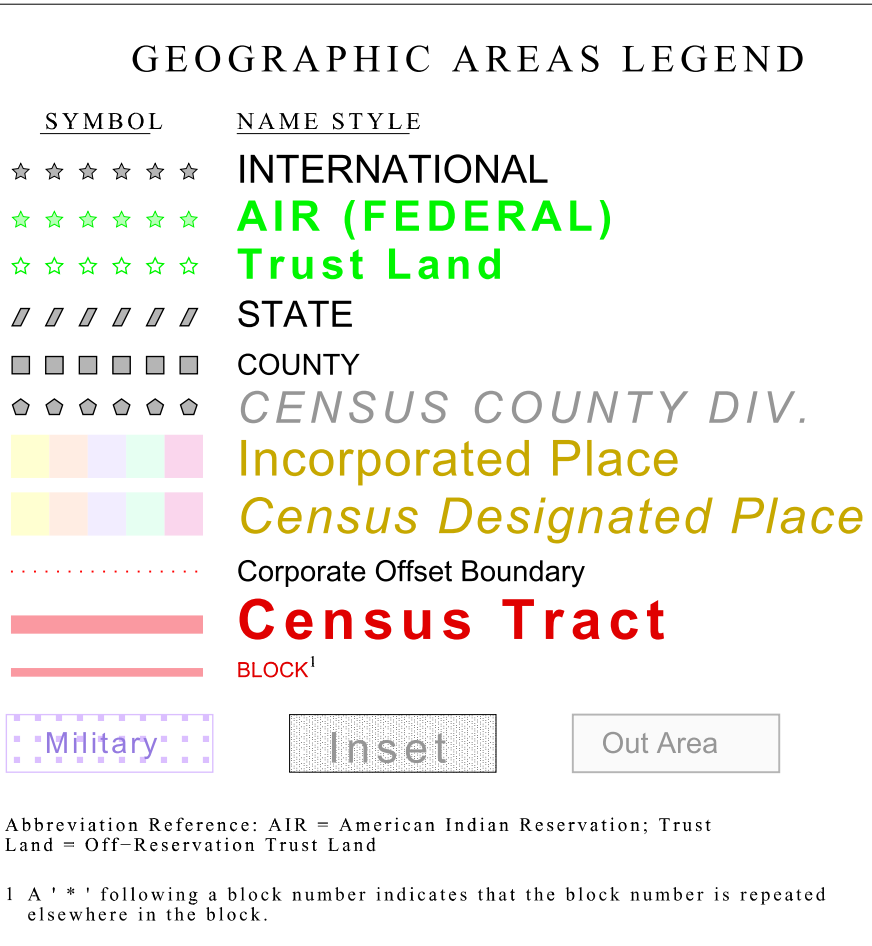 GEOGRAPHIC AREAS LEGEND
SYMBOL NAME STYLE
INTERNATIONAL
AIR (FEDERAL)
Trust Land
STATE
COUNTY
CENSUS COUNTY DIV.
Incorporated Place
Census Designated Place
Corporate Offset Boundary
Census Tract
BLOCK¹
Military Inset Out Area
Abbreviation Reference: AIR = American Indian Reservation; Trust
Land = Off−Reservation Trust Land
1 A ' * ' following a block number indicates that the block number is repeated
elsewhere in the block.